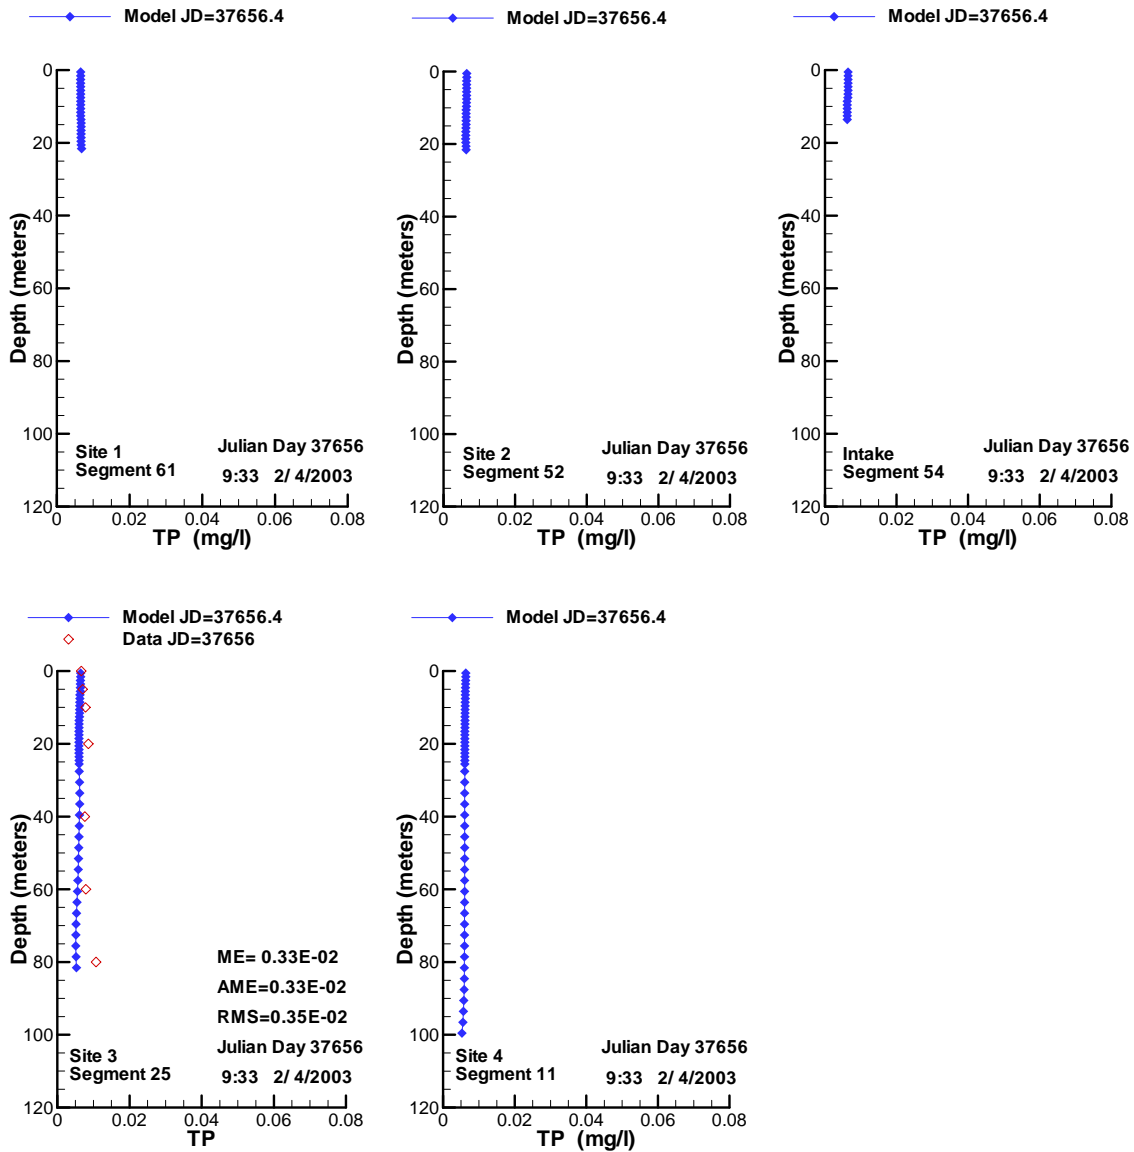 Model JD=37656.4
0
20
40
60
80
100
120
Depth (meters)
Site 1
Segment 61
Julian Day 37656
9:33 2/ 4/2003
0 0.02 0.04 0.06 0.08
TP (mg/l)
Model JD=37656.4
0
20
40
60
80
100
120
Depth (meters)
Site 2
Segment 52
Julian Day 37656
9:33 2/ 4/2003
0 0.02 0.04 0.06 0.08
TP (mg/l)
Model JD=37656.4
0
20
40
60
80
100
120
Depth (meters)
Intake
Segment 54
Julian Day 37656
9:33 2/ 4/2003
0 0.02 0.04 0.06 0.08
TP (mg/l)
Model JD=37656.4
Data JD=37656
0
20
40
60
80
100
120
Depth (meters)
ME= 0.33E-02
AME=0.33E-02
RMS=0.35E-02
Site 3
Segment 25
Julian Day 37656
9:33 2/ 4/2003
0 0.02 0.04 0.06 0.08
TP
Model JD=37656.4
0
20
40
60
80
100
120
Depth (meters)
Site 4
Segment 11
Julian Day 37656
9:33 2/ 4/2003
0 0.02 0.04 0.06 0.08
TP (mg/l)